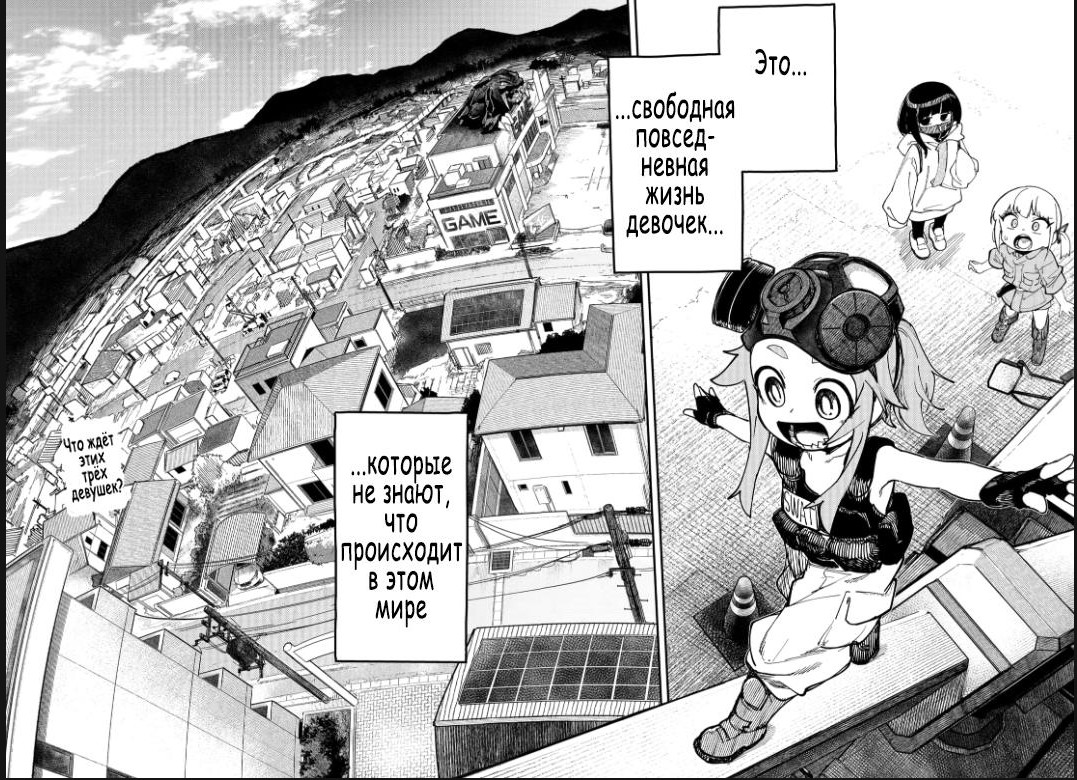 Это...
...свободная
повсед-
невная
жизнь
девочек...
...которые
не знают,
что
происходит
в этом
мире
Что ждёт
этих
трёх
девушек?
GAME